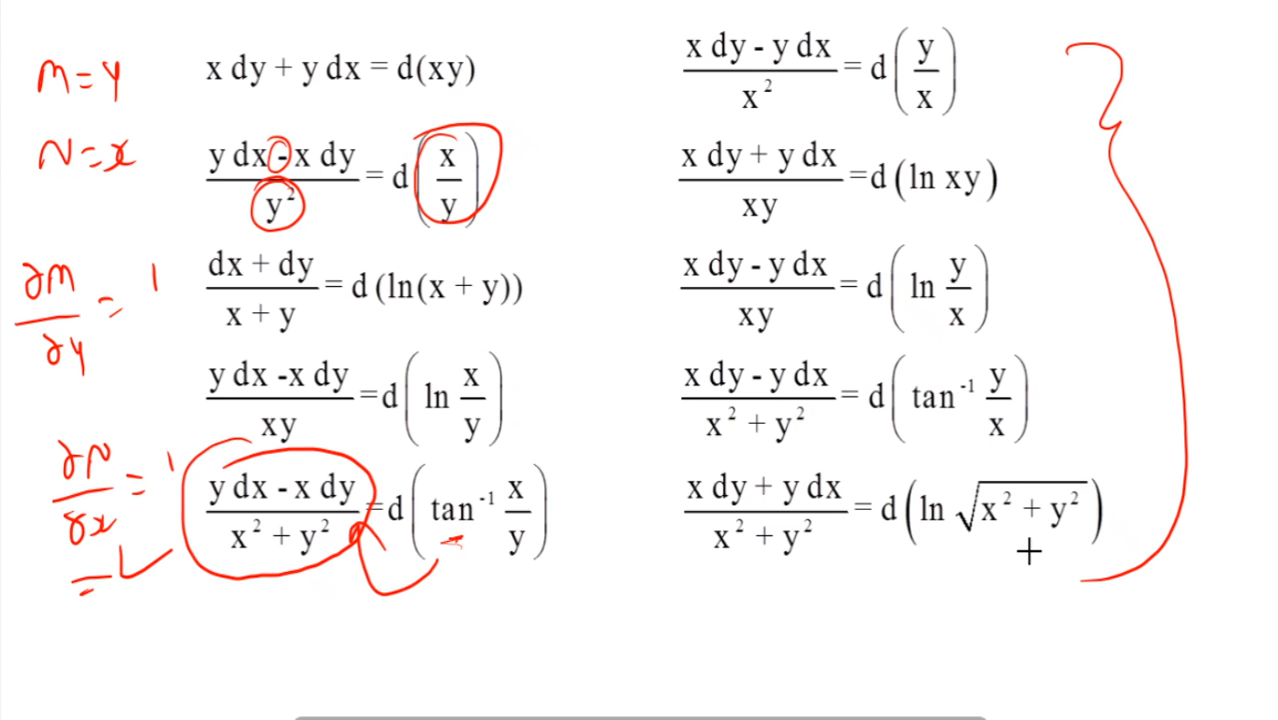 M = y
x dy + y dx = d(xy)
(x dy - y dx)/x² = d(y/x)
N = x
(y dx - x dy)/y² = d(x/y)
(x dy + y dx)/xy = d(ln xy)
∂M/∂y = 1
(dx + dy)/(x + y) = d(ln(x + y))
(x dy - y dx)/xy = d(ln y/x)
(y dx -x dy)/xy = d(ln x/y)
(x dy - y dx)/(x² + y²) = d(tan⁻¹ y/x)
∂N/∂x = 1
(y dx - x dy)/(x² + y²) = d(tan⁻¹ x/y)
(x dy + y dx)/(x² + y²) = d(ln √(x² + y²))